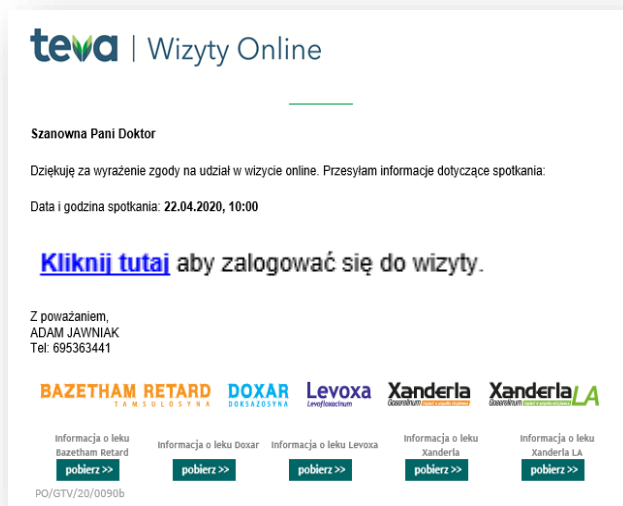 teva | Wizyty Online
Szanowna Pani Doktor
Dziękuję za wyrażenie zgody na udział w wizycie online. Przesyłam informacje dotyczące spotkania:
Data i godzina spotkania: 22.04.2020, 10:00
Kliknij tutaj aby zalogować się do wizyty.
Z poważaniem,
ADAM JAWNIAK
Tel: 695363441
BAZETHAM RETARD DOXAR Levoxa Xanderla Xanderla LA
TAMSULOSYNA DOKSAZOSYNA Levofloxacinum Goserelinum Goserelinum
Informacja o leku Bazetham Retard
Informacja o leku Doxar
Informacja o leku Levoxa
Informacja o leku Xanderla
Informacja o leku Xanderla LA
pobierz >> pobierz >> pobierz >> pobierz >> pobierz >>
PO/GTV/20/0090b